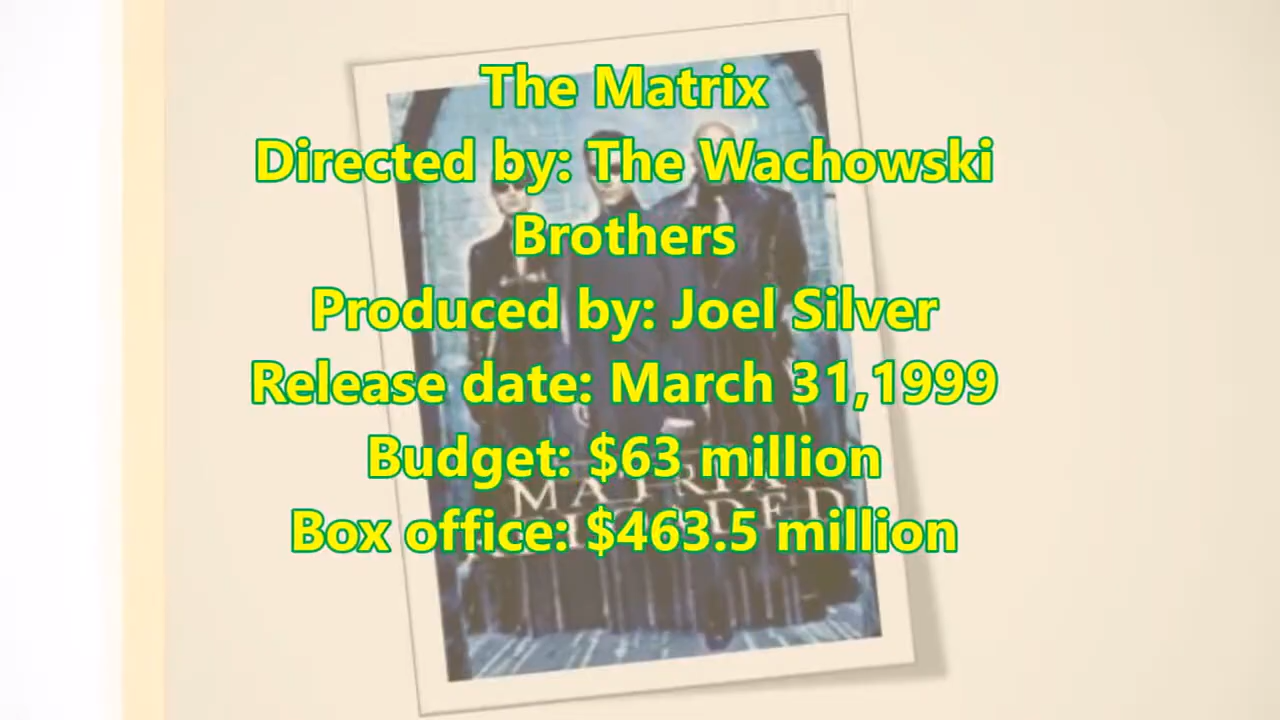 The Matrix
Directed by: The Wachowski
Brothers
Produced by: Joel Silver
Release date: March 31,1999
Budget: $63 million
MATRIX
Box office: $463.5 million